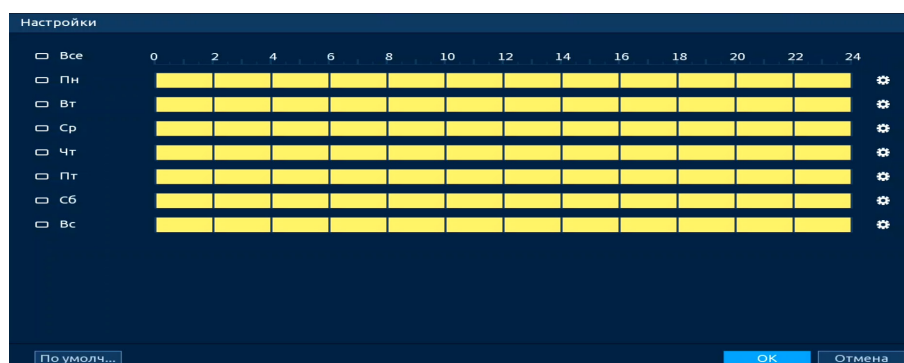 Настройки
Все 0 2 4 6 8 10 12 14 16 18 20 22 24
Пн
Вт
Ср
Чт
Пт
Сб
Вс
По умолч... OK Отмена